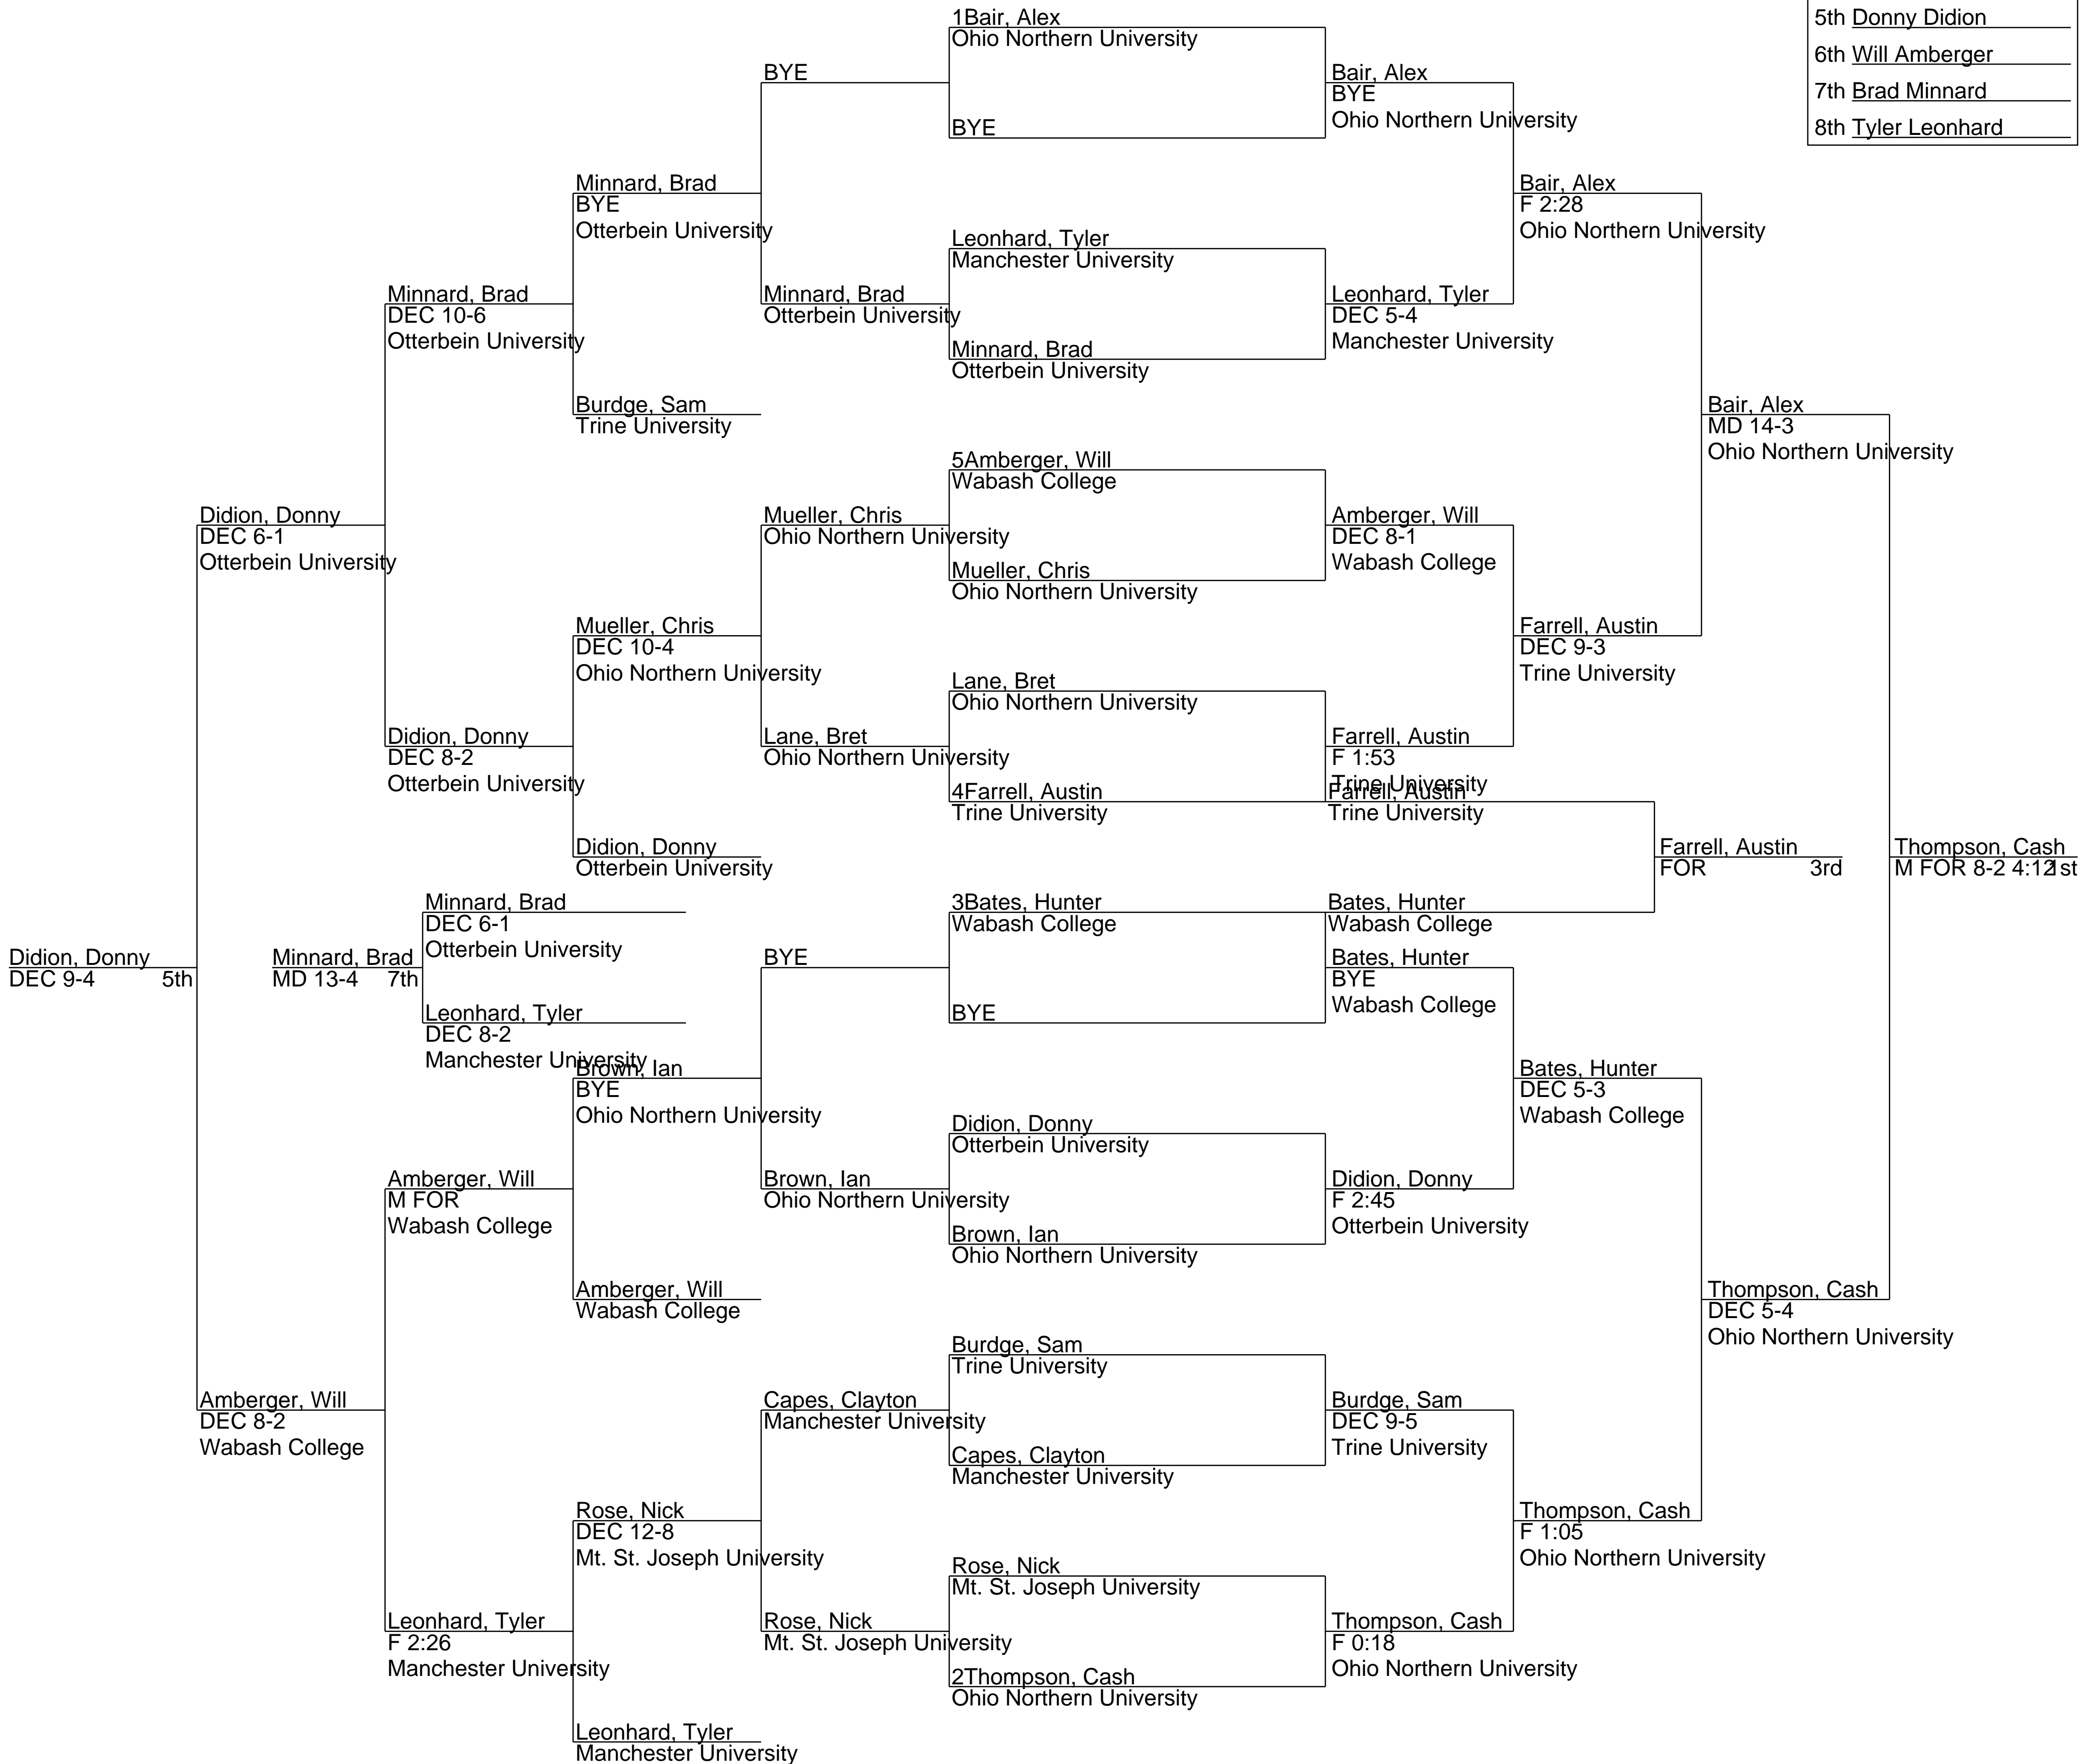 1Bair, Alex
Ohio Northern University
5th Donny Didion
6th Will Amberger
7th Brad Minnard
8th Tyler Leonhard
BYE
Bair, Alex
BYE
Ohio Northern University
BYE
Minnard, Brad
BYE
Otterbein University
Bair, Alex
F 2:28
Ohio Northern University
Leonhard, Tyler
Manchester University
Minnard, Brad
DEC 10-6
Otterbein University
Minnard, Brad
Otterbein University
Leonhard, Tyler
DEC 5-4
Manchester University
Minnard, Brad
Otterbein University
Burdge, Sam
Trine University
Bair, Alex
MD 14-3
Ohio Northern University
5Amberger, Will
Wabash College
Didion, Donny
DEC 6-1
Otterbein University
Mueller, Chris
Ohio Northern University
Amberger, Will
DEC 8-1
Wabash College
Mueller, Chris
Ohio Northern University
Mueller, Chris
DEC 10-4
Ohio Northern University
Farrell, Austin
DEC 9-3
Trine University
Lane, Bret
Ohio Northern University
Didion, Donny
DEC 8-2
Otterbein University
Lane, Bret
Ohio Northern University
Farrell, Austin
F 1:53
Trine University
4Farrell, Austin
Trine University
Farrell, Austin
Trine University
Didion, Donny
Otterbein University
Farrell, Austin
FOR 3rd
Thompson, Cash
M FOR 8-2 4:12 1st
Minnard, Brad
DEC 6-1
Otterbein University
3Bates, Hunter
Wabash College
Bates, Hunter
Wabash College
Didion, Donny
DEC 9-4 5th
Minnard, Brad
MD 13-4 7th
BYE
Bates, Hunter
BYE
Wabash College
Leonhard, Tyler
DEC 8-2
Manchester University
BYE
Brown, Ian
BYE
Ohio Northern University
Bates, Hunter
DEC 5-3
Wabash College
Didion, Donny
Otterbein University
Amberger, Will
M FOR
Wabash College
Brown, Ian
Ohio Northern University
Didion, Donny
F 2:45
Otterbein University
Brown, Ian
Ohio Northern University
Amberger, Will
Wabash College
Thompson, Cash
DEC 5-4
Ohio Northern University
Burdge, Sam
Trine University
Amberger, Will
DEC 8-2
Wabash College
Capes, Clayton
Manchester University
Burdge, Sam
DEC 9-5
Trine University
Capes, Clayton
Manchester University
Rose, Nick
DEC 12-8
Mt. St. Joseph University
Thompson, Cash
F 1:05
Ohio Northern University
Rose, Nick
Mt. St. Joseph University
Leonhard, Tyler
F 2:26
Manchester University
Rose, Nick
Mt. St. Joseph University
Thompson, Cash
F 0:18
Ohio Northern University
2Thompson, Cash
Ohio Northern University
Leonhard, Tyler
Manchester University